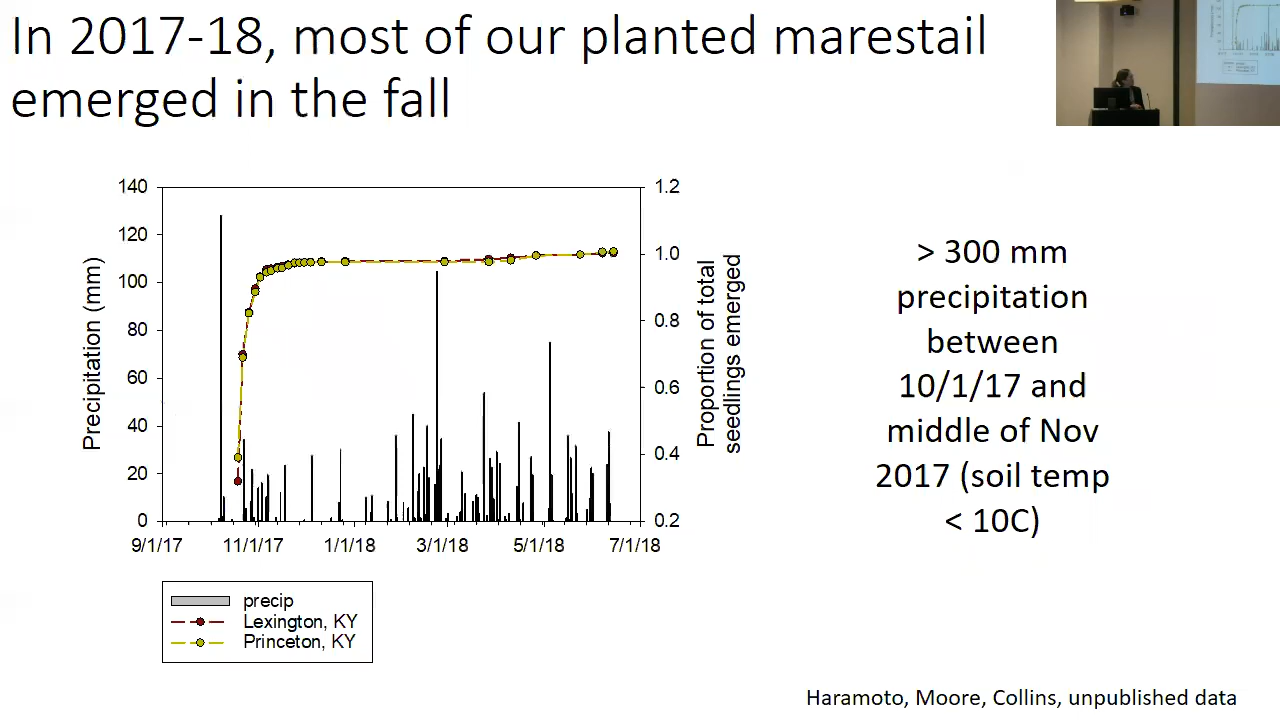 In 2017-18, most of our planted marestail
emerged in the fall
140
120
100
80
60
40
20
0
Precipitation (mm)
1.2
1.0
0.8
0.6
0.4
0.2
Proportion of total
seedlings emerged
9/1/17
11/1/17
1/1/18
3/1/18
5/1/18
7/1/18
precip
Lexington, KY
Princeton, KY
> 300 mm
precipitation
between
10/1/17 and
middle of Nov
2017 (soil temp
< 10C)
Haramoto, Moore, Collins, unpublished data